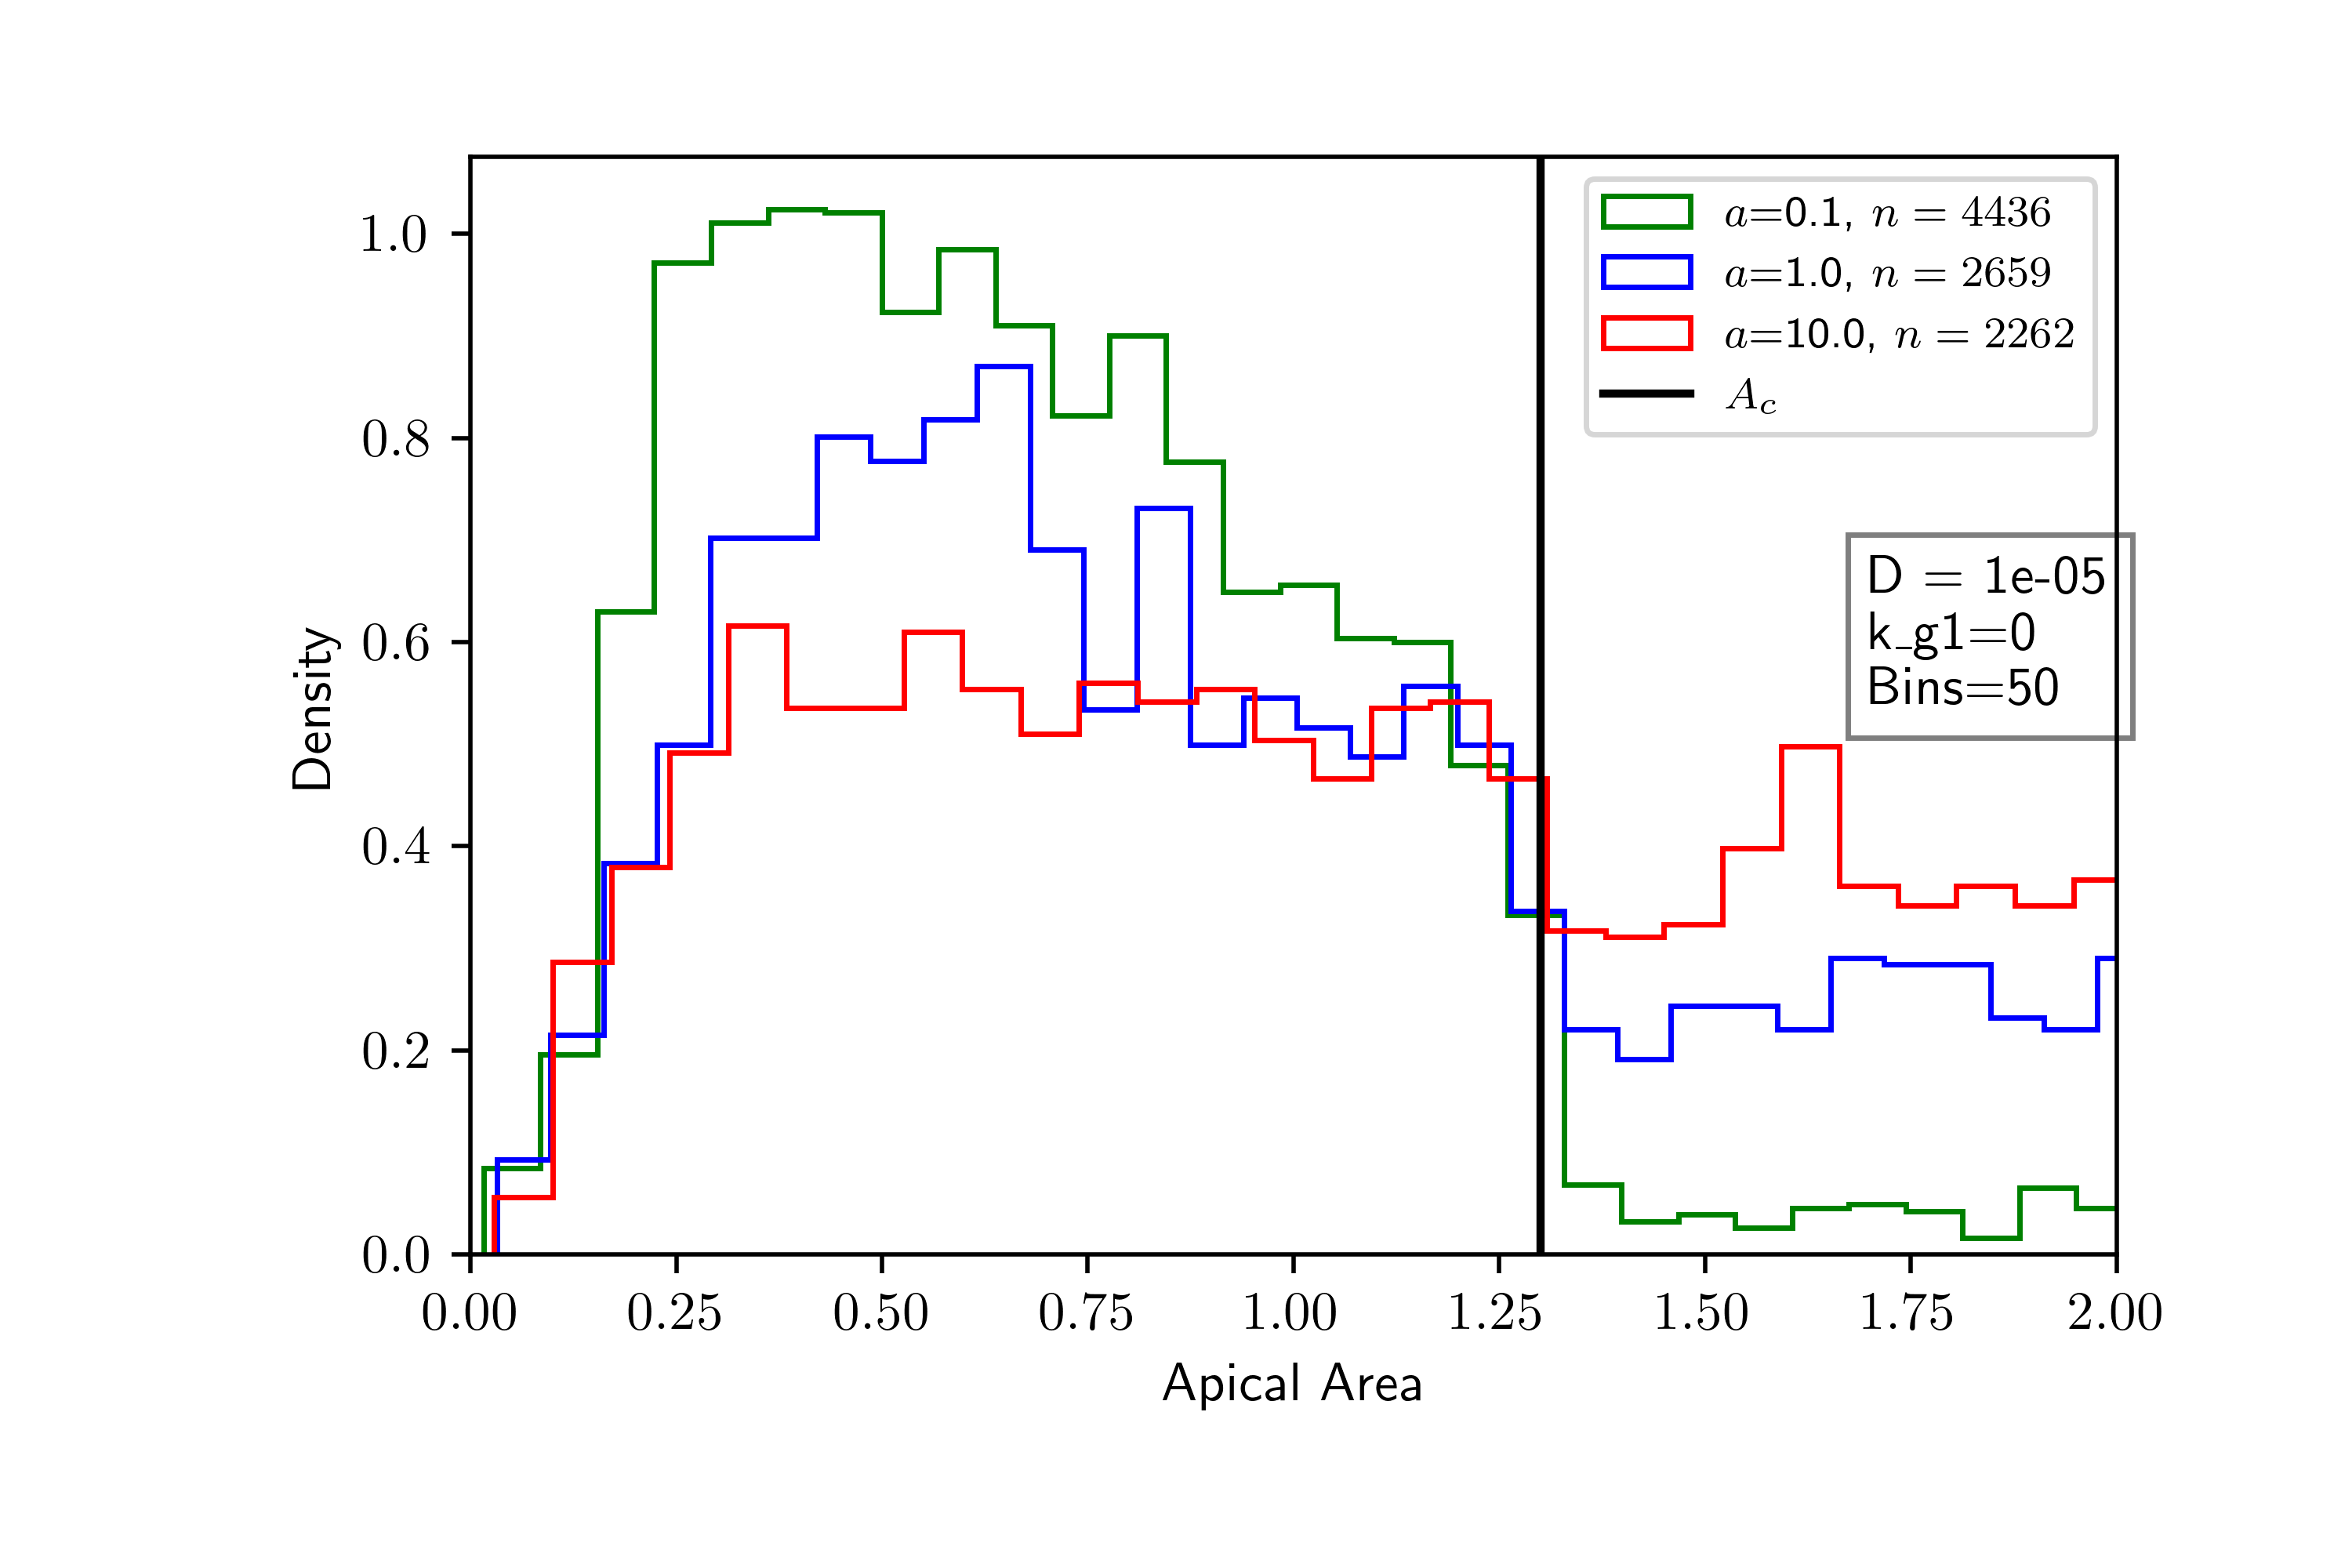 1.0
0.8
0.6
0.4
0.2
0.0
Density
0.00 0.25 0.50 0.75 1.00 1.25 1.50 1.75 2.00
Apical Area
a=0.1, n = 4436
a=1.0, n = 2659
a=10.0, n = 2262
A_c
D = 1e-05
k_g1=0
Bins=50